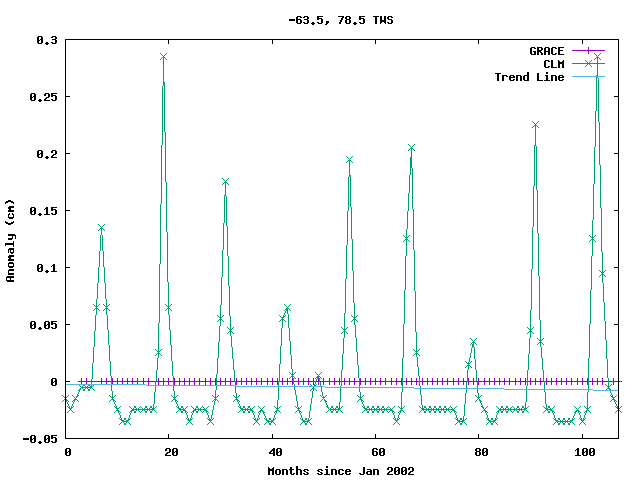 -63.5, 78.5 TWS
GRACE
CLM
Trend Line
0.3
0.25
0.2
0.15
0.1
0.05
0
-0.05
Anomaly (cm)
0 20 40 60 80 100
Months since Jan 2002